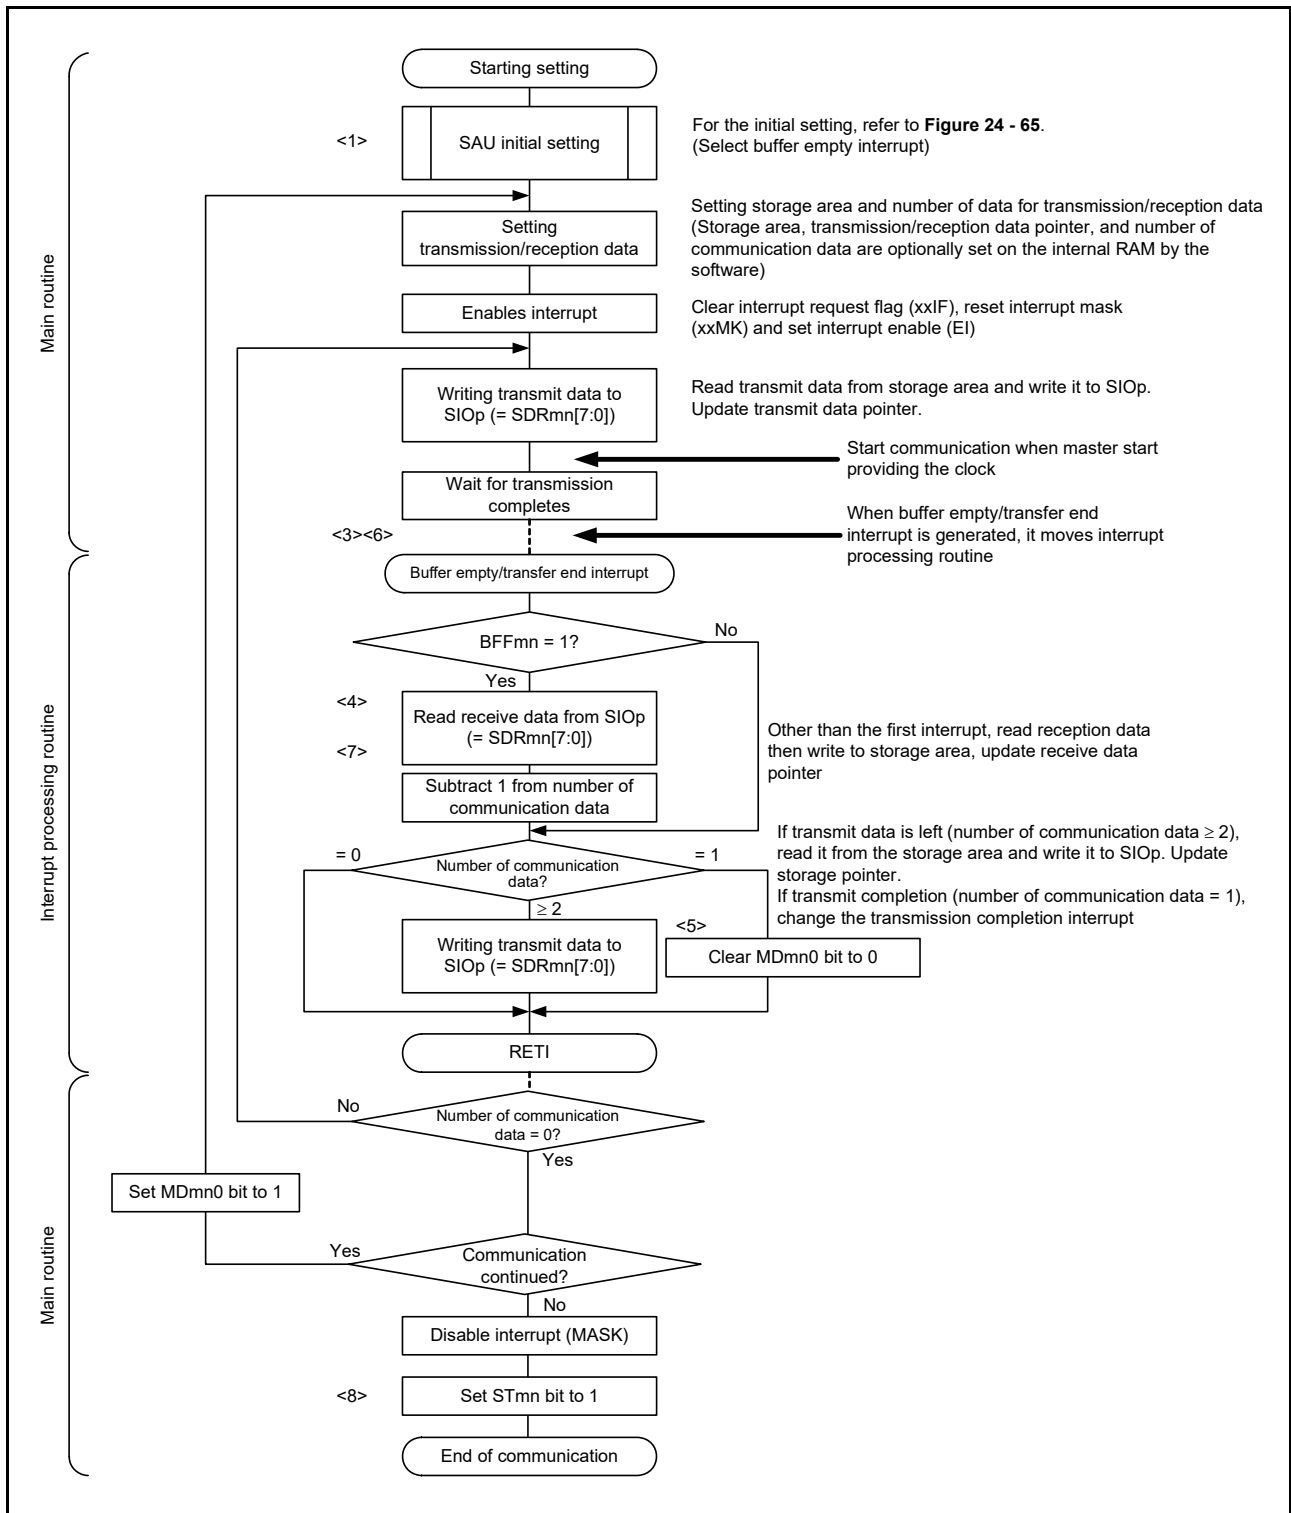 Starting setting
<1>
SAU initial setting
For the initial setting, refer to Figure 24 - 65.
(Select buffer empty interrupt)
Setting
transmission/reception data
Setting storage area and number of data for transmission/reception data
(Storage area, transmission/reception data pointer, and number of
communication data are optionally set on the internal RAM by the
software)
Enables interrupt
Clear interrupt request flag (xxIF), reset interrupt mask
(xxMK) and set interrupt enable (EI)
Main routine
Writing transmit data to
SIOp (= SDRmn[7:0])
Read transmit data from storage area and write it to SIOp.
Update transmit data pointer.
Start communication when master start
providing the clock
Wait for transmission
completes
<3><6>
When buffer empty/transfer end
interrupt is generated, it moves interrupt
processing routine
Buffer empty/transfer end interrupt
BFFmn = 1?
No
Yes
<4>
Read receive data from SIOp
(= SDRmn[7:0])
<7>
Other than the first interrupt, read reception data
then write to storage area, update receive data
pointer
Subtract 1 from number of
communication data
Interrupt processing routine
= 0
Number of communication
data?
= 1
≥ 2
If transmit data is left (number of communication data ≥ 2),
read it from the storage area and write it to SIOp. Update
storage pointer.
If transmit completion (number of communication data = 1),
change the transmission completion interrupt
<5>
Writing transmit data to
SIOp (= SDRmn[7:0])
Clear MDmn0 bit to 0
RETI
No
Number of communication
data = 0?
Yes
Set MDmn0 bit to 1
Main routine
Yes
Communication
continued?
No
Disable interrupt (MASK)
<8>
Set STmn bit to 1
End of communication